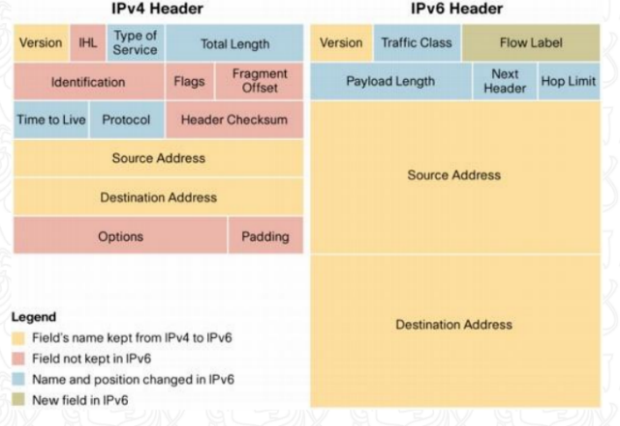 IPv4 Header
Version
IHL
Type of
Service
Total Length
Identification
Flags
Fragment
Offset
Time to Live
Protocol
Header Checksum
Source Address
Destination Address
Options
Padding
IPv6 Header
Version
Traffic Class
Flow Label
Payload Length
Next
Header
Hop Limit
Source Address
Destination Address
Legend
Field's name kept from IPv4 to IPv6
Field not kept in IPv6
Name and position changed in IPv6
New field in IPv6